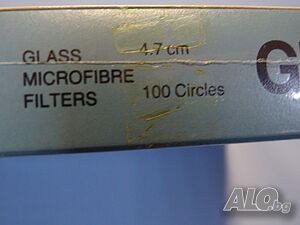 GLASS 4.7 cm
MICROFIBRE
FILTERS 100 Circles
G
ALO.bg